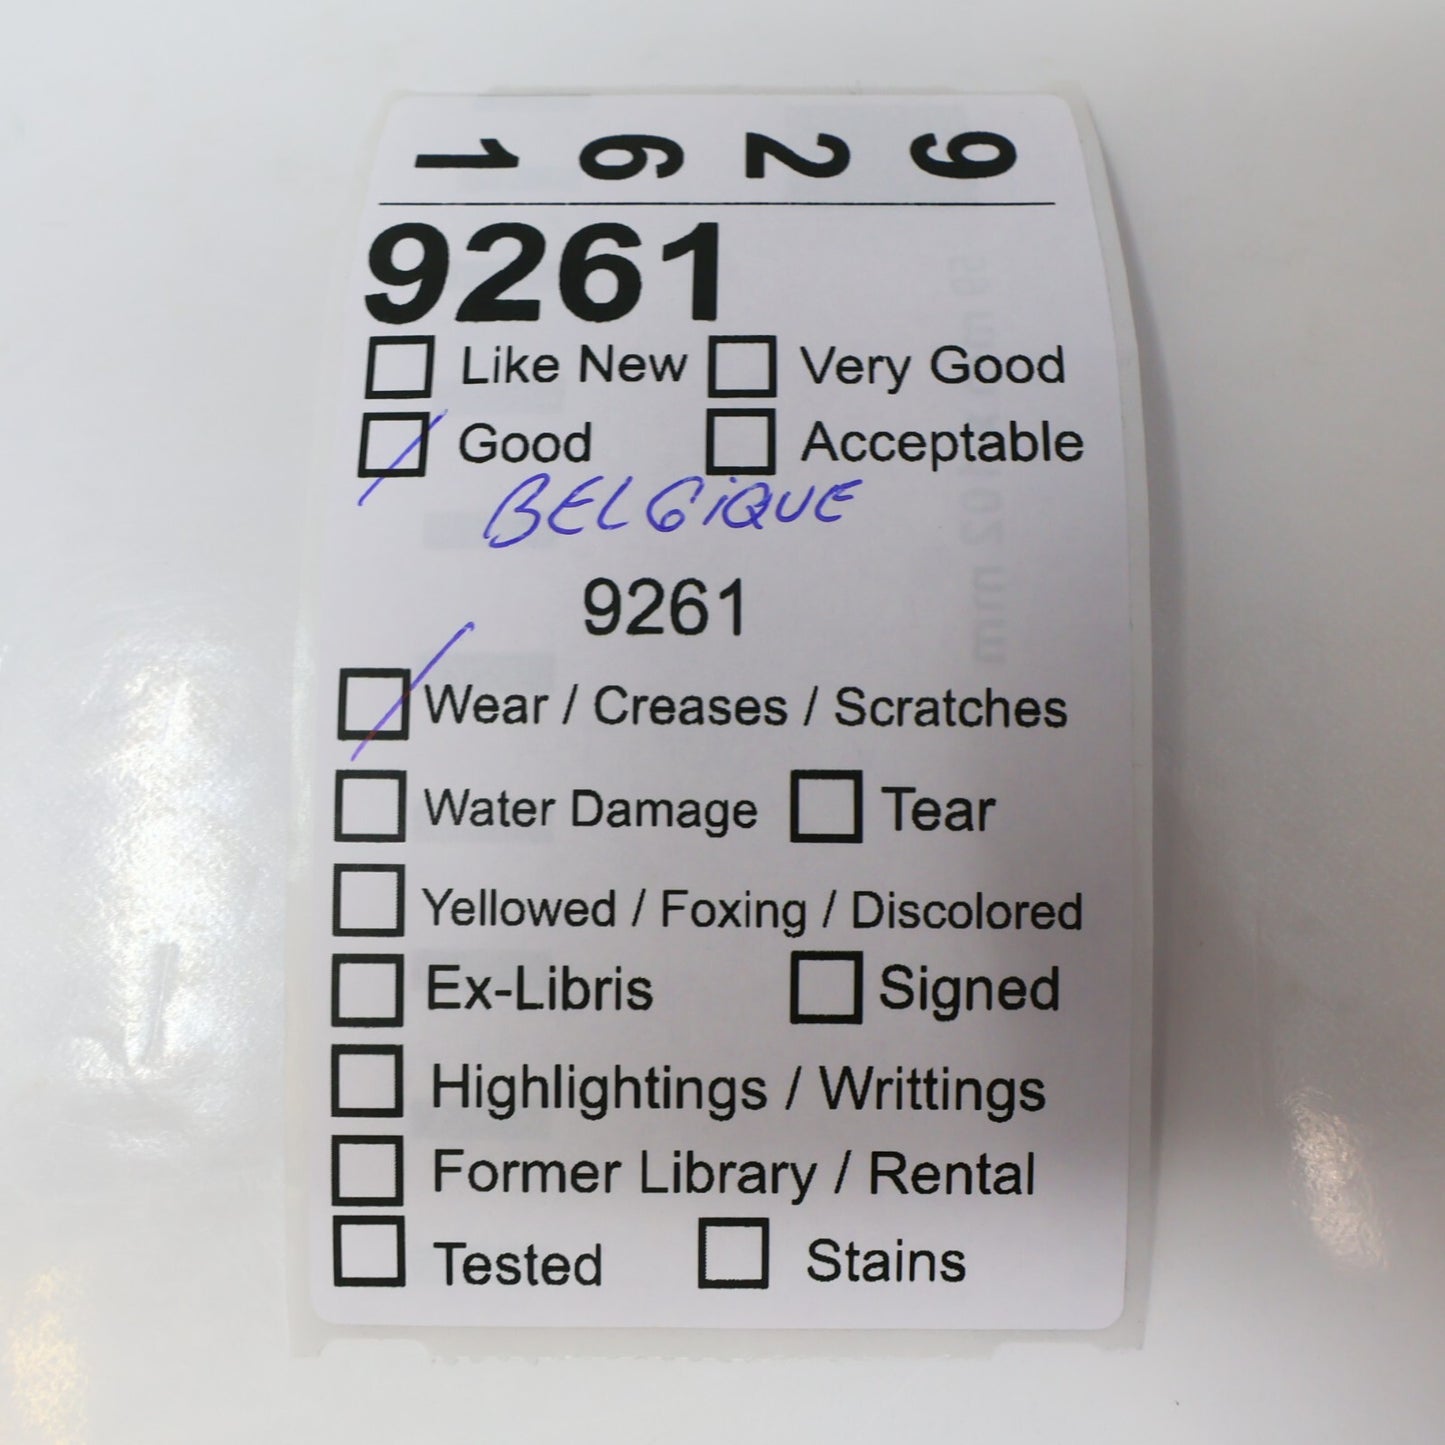 9 2 6 1
9261
Like New Very Good
Good Acceptable
BELGiQUE
9261
Wear / Creases / Scratches
Water Damage Tear
Yellowed / Foxing / Discolored
Ex-Libris Signed
Highlightings / Writtings
Former Library / Rental
Tested Stains